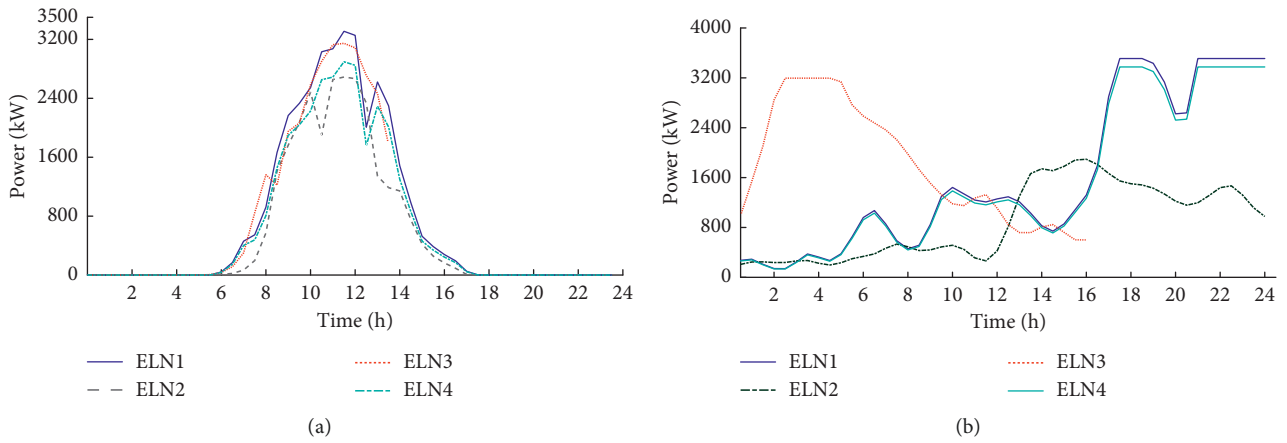 3500
3200
2400
1600
800
0
Power (kW)
2 4 6 8 10 12 14 16 18 20 22 24
Time (h)
ELN1
ELN2
ELN3
ELN4
(a)
4000
3200
2400
1600
800
0
Power (kW)
2 4 6 8 10 12 14 16 18 20 22 24
Time (h)
ELN1
ELN2
ELN3
ELN4
(b)